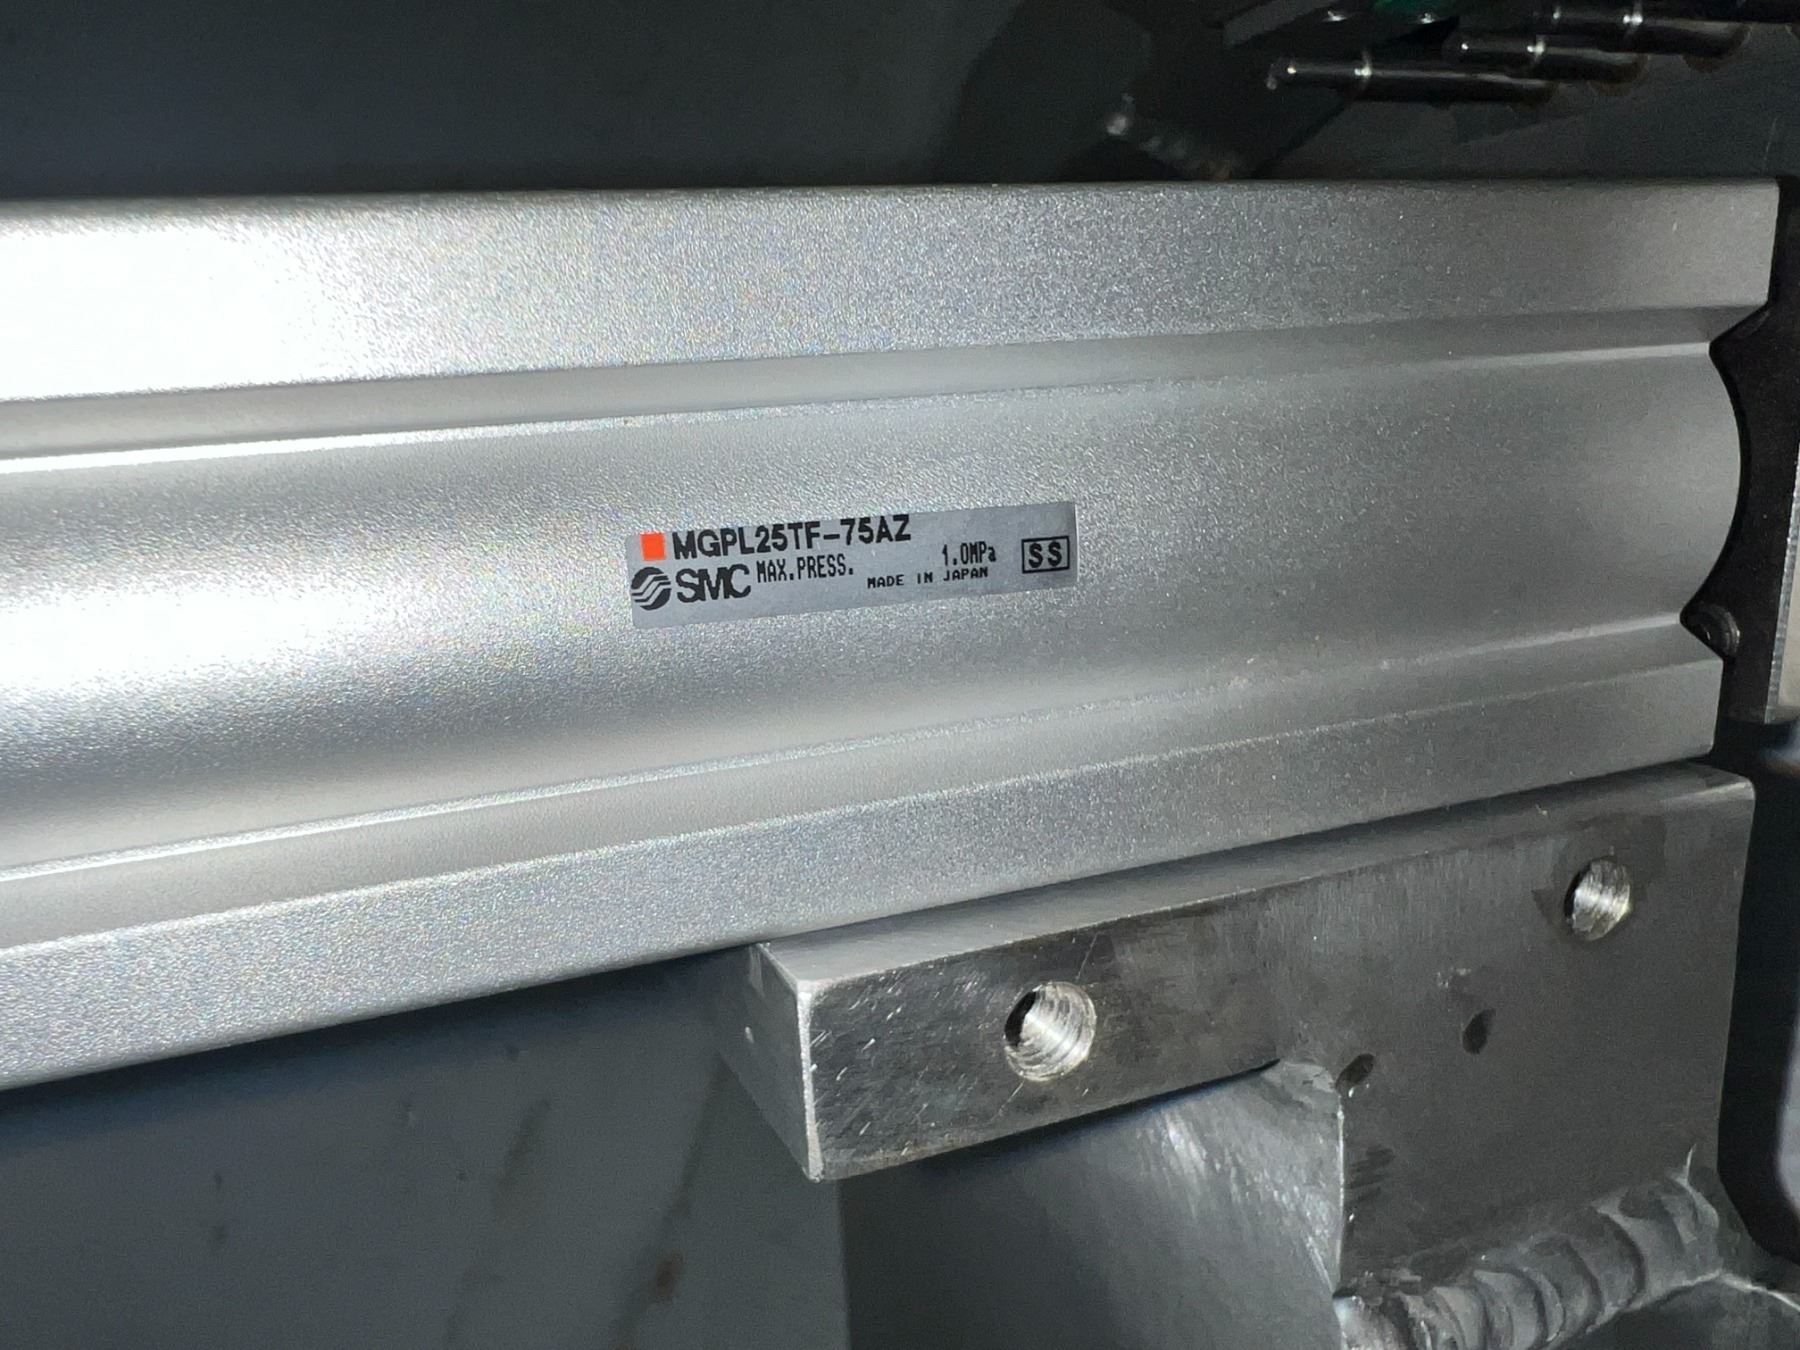 MGPL25TF-75AZ
SMC MAX.PRESS. 1.0MPa
MADE IN JAPAN
SS